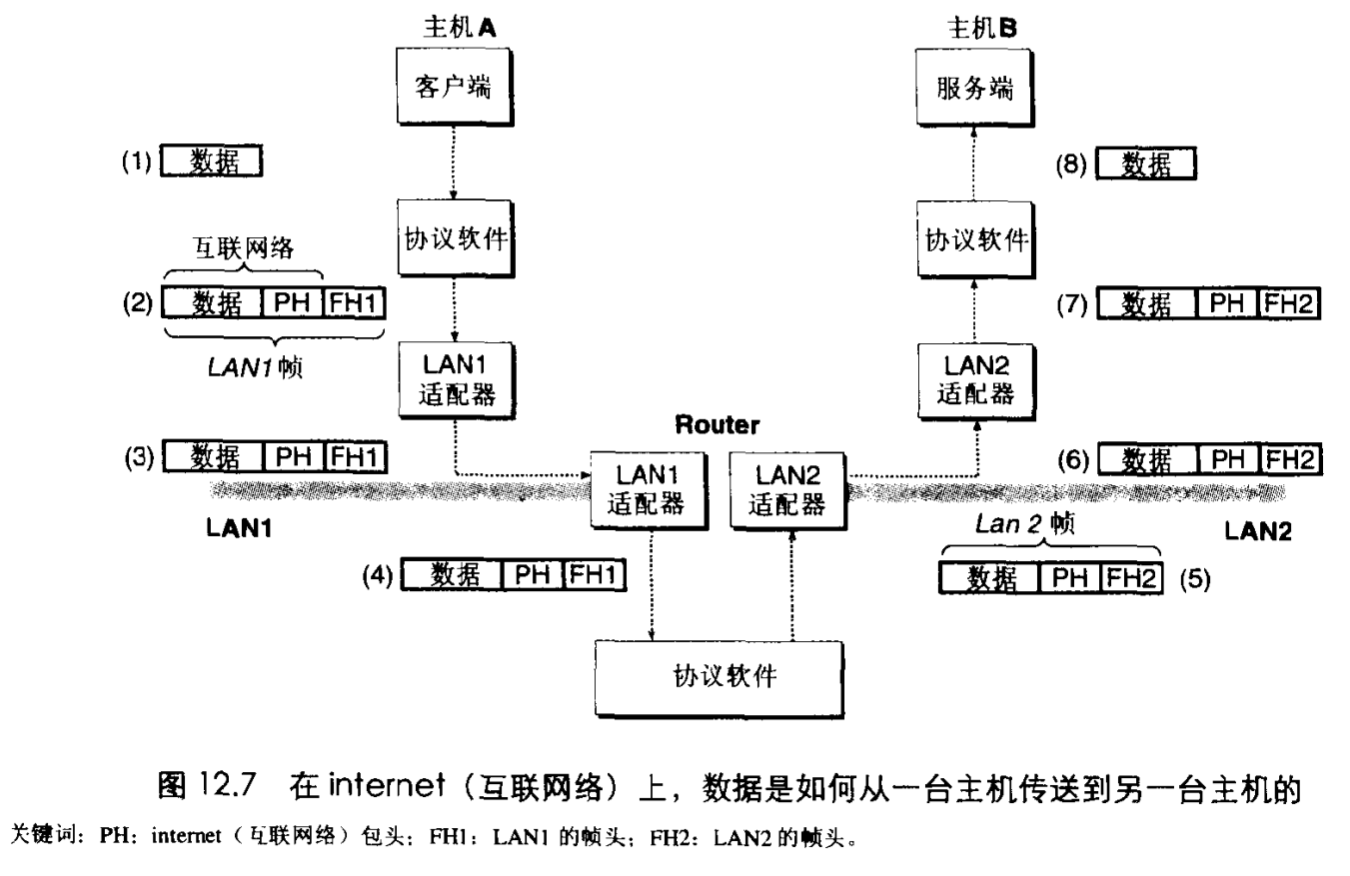 主机A
主机B
客户端
服务端
(1) 数据
(8) 数据
协议软件
协议软件
互联网络
(2) 数据 PH FH1
(7) 数据 PH FH2
LAN1帧
LAN1
适配器
LAN2
适配器
Router
(3) 数据 PH FH1
(6) 数据 PH FH2
LAN1
适配器
LAN2
适配器
LAN1
Lan 2 帧
LAN2
(4) 数据 PH FH1
数据 PH FH2 (5)
协议软件
图 12.7 在 internet（互联网络）上，数据是如何从一台主机传送到另一台主机的
关键词：PH：internet（互联网络）包头；FH1：LAN1 的帧头；FH2：LAN2 的帧头。